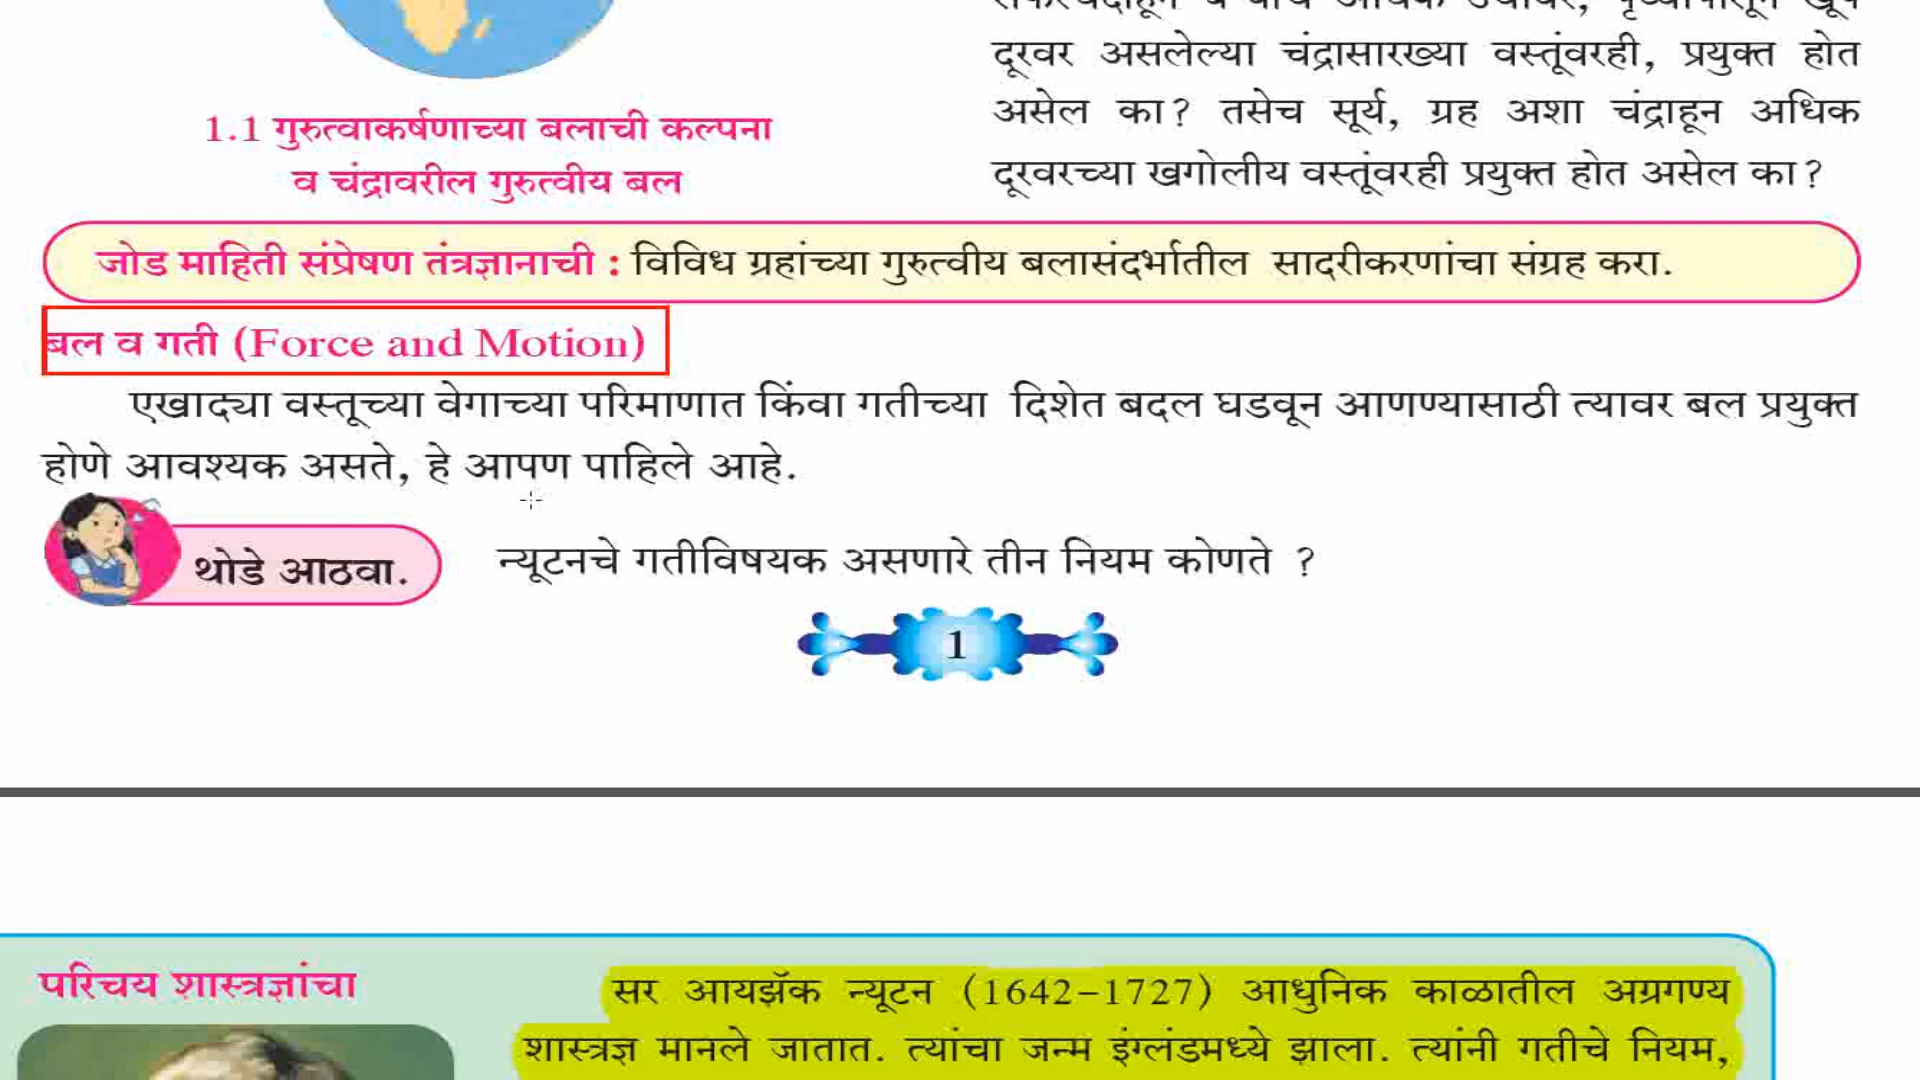 दूरवर असलेल्या चंद्रासारख्या वस्तूंवरही, प्रयुक्त होत
असेल का? तसेच सूर्य, ग्रह अशा चंद्राहून अधिक
दूरवरच्या खगोलीय वस्तूंवरही प्रयुक्त होत असेल का?
1.1 गुरुत्वाकर्षणाच्या बलाची कल्पना
व चंद्रावरील गुरुत्वीय बल
जोड माहिती संप्रेषण तंत्रज्ञानाची : विविध ग्रहांच्या गुरुत्वीय बलासंदर्भातील सादरीकरणांचा संग्रह करा.
बल व गती (Force and Motion)
एखाद्या वस्तूच्या वेगाच्या परिमाणात किंवा गतीच्या दिशेत बदल घडवून आणण्यासाठी त्यावर बल प्रयुक्त
होणे आवश्यक असते, हे आपण पाहिले आहे.
थोडे आठवा.
न्यूटनचे गतीविषयक असणारे तीन नियम कोणते ?
1
परिचय शास्त्रज्ञांचा
सर आयझॅक न्यूटन (1642–1727) आधुनिक काळातील अग्रगण्य
शास्त्रज्ञ मानले जातात. त्यांचा जन्म इंग्लंडमध्ये झाला. त्यांनी गतीचे नियम,